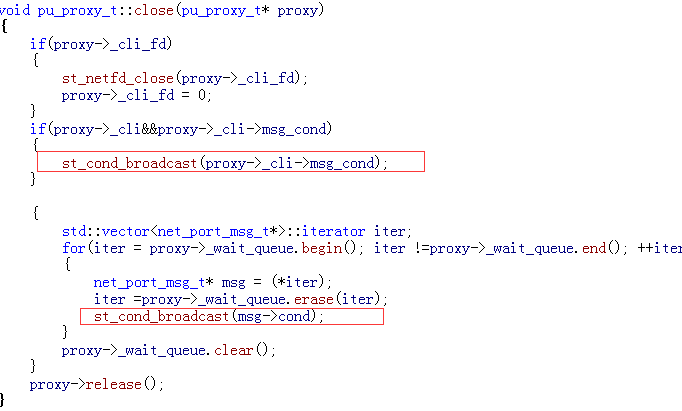 void pu_proxy_t::close(pu_proxy_t* proxy)
{
    if(proxy->_cli_fd)
    {
        st_netfd_close(proxy->_cli_fd);
        proxy->_cli_fd = 0;
    }
    if(proxy->_cli&&proxy->_cli->msg_cond)
    {
        st_cond_broadcast(proxy->_cli->msg_cond);
    }

    {
        std::vector<net_port_msg_t*>::iterator iter;
        for(iter = proxy->_wait_queue.begin(); iter !=proxy->_wait_queue.end(); ++iter
        {
            net_port_msg_t* msg = (*iter);
            iter =proxy->_wait_queue.erase(iter);
            st_cond_broadcast(msg->cond);
        }
        proxy->_wait_queue.clear();
    }
    proxy->release();
}